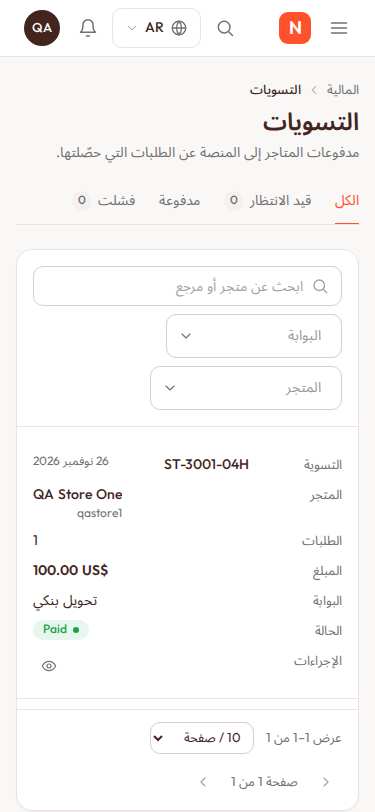 N AR QA
المالية التسويات
التسويات
مدفوعات المتاجر إلى المنصة عن الطلبات التي حصّلتها.
الكل قيد الانتظار 0 مدفوعة فشلت 0
ابحث عن متجر أو مرجع
البوابة
المتجر
التسوية ST-3001-04H 26 نوفمبر 2026
المتجر QA Store One
qastore1
الطلبات 1
المبلغ 100.00 US$
البوابة تحويل بنكي
الحالة Paid
الإجراءات
عرض 1–1 من 1 10 / صفحة
صفحة 1 من 1